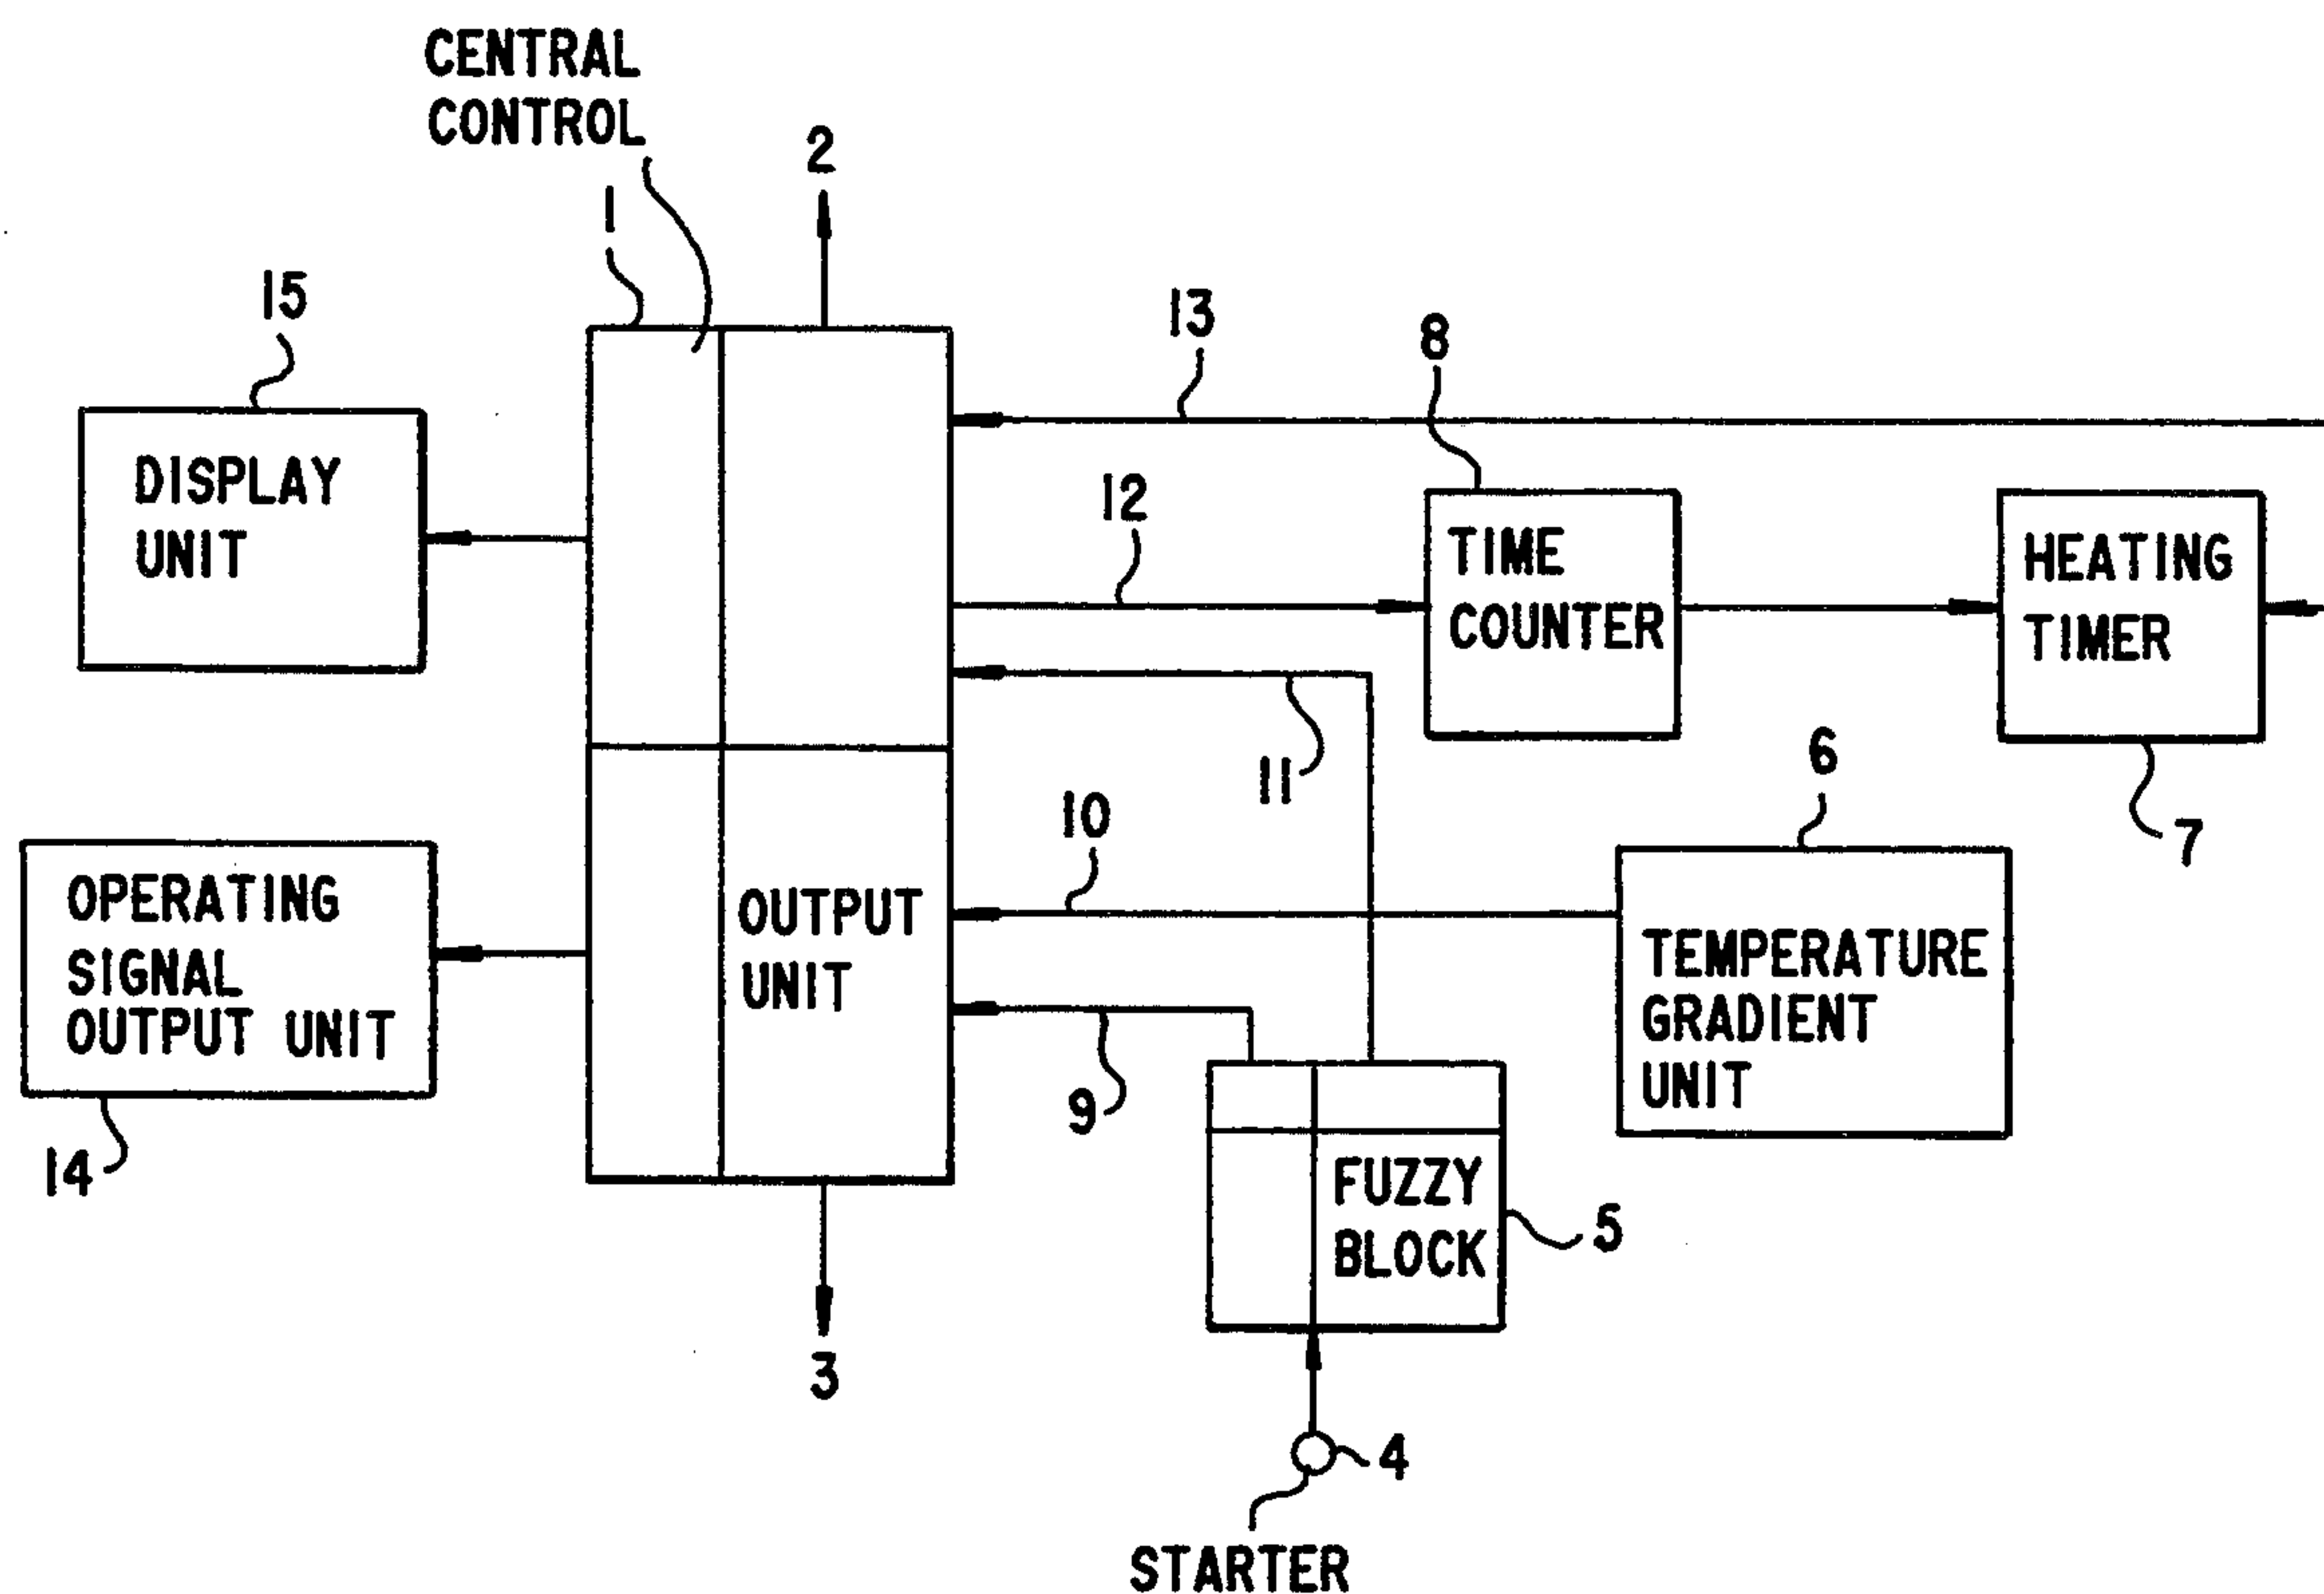 CENTRAL
CONTROL
1
2
15
13
8
DISPLAY
UNIT
12
TIME
COUNTER
HEATING
TIMER
11
6
7
10
OPERATING
SIGNAL
OUTPUT UNIT
OUTPUT
UNIT
TEMPERATURE
GRADIENT
UNIT
9
14
FUZZY
BLOCK
5
3
4
STARTER